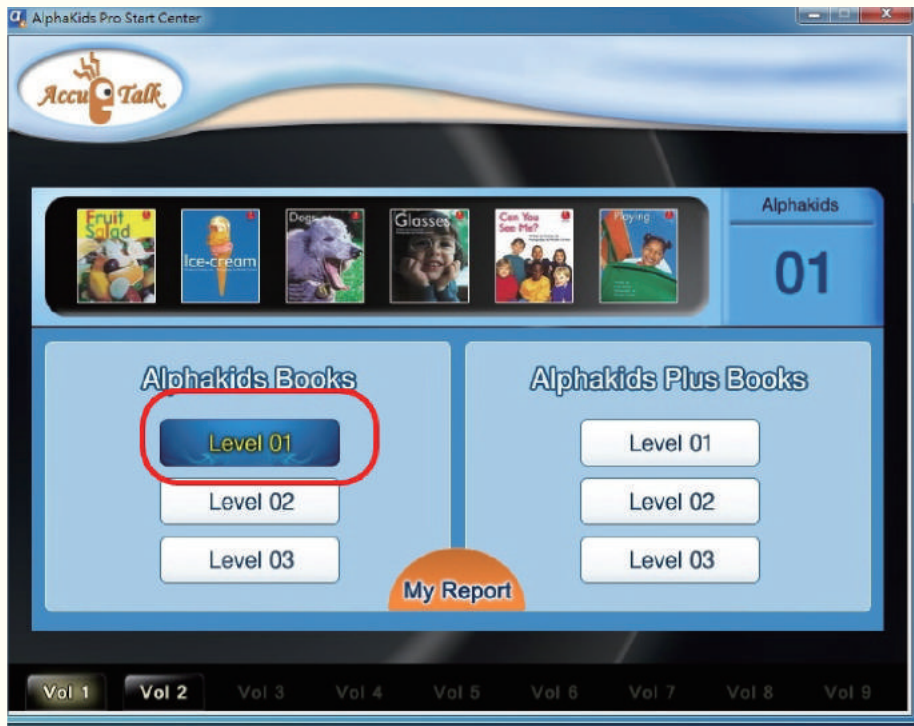 AlphaKids Pro Start Center
Accu Talk
Fruit Salad
Ice-cream
Dogs
Glasses
Can You See Me?
Playing
Alphakids
01
Alphakids Books
Level 01
Level 02
Level 03
Alphakids Plus Books
Level 01
Level 02
Level 03
My Report
Vol 1 Vol 2 Vol 3 Vol 4 Vol 5 Vol 6 Vol 7 Vol 8 Vol 9